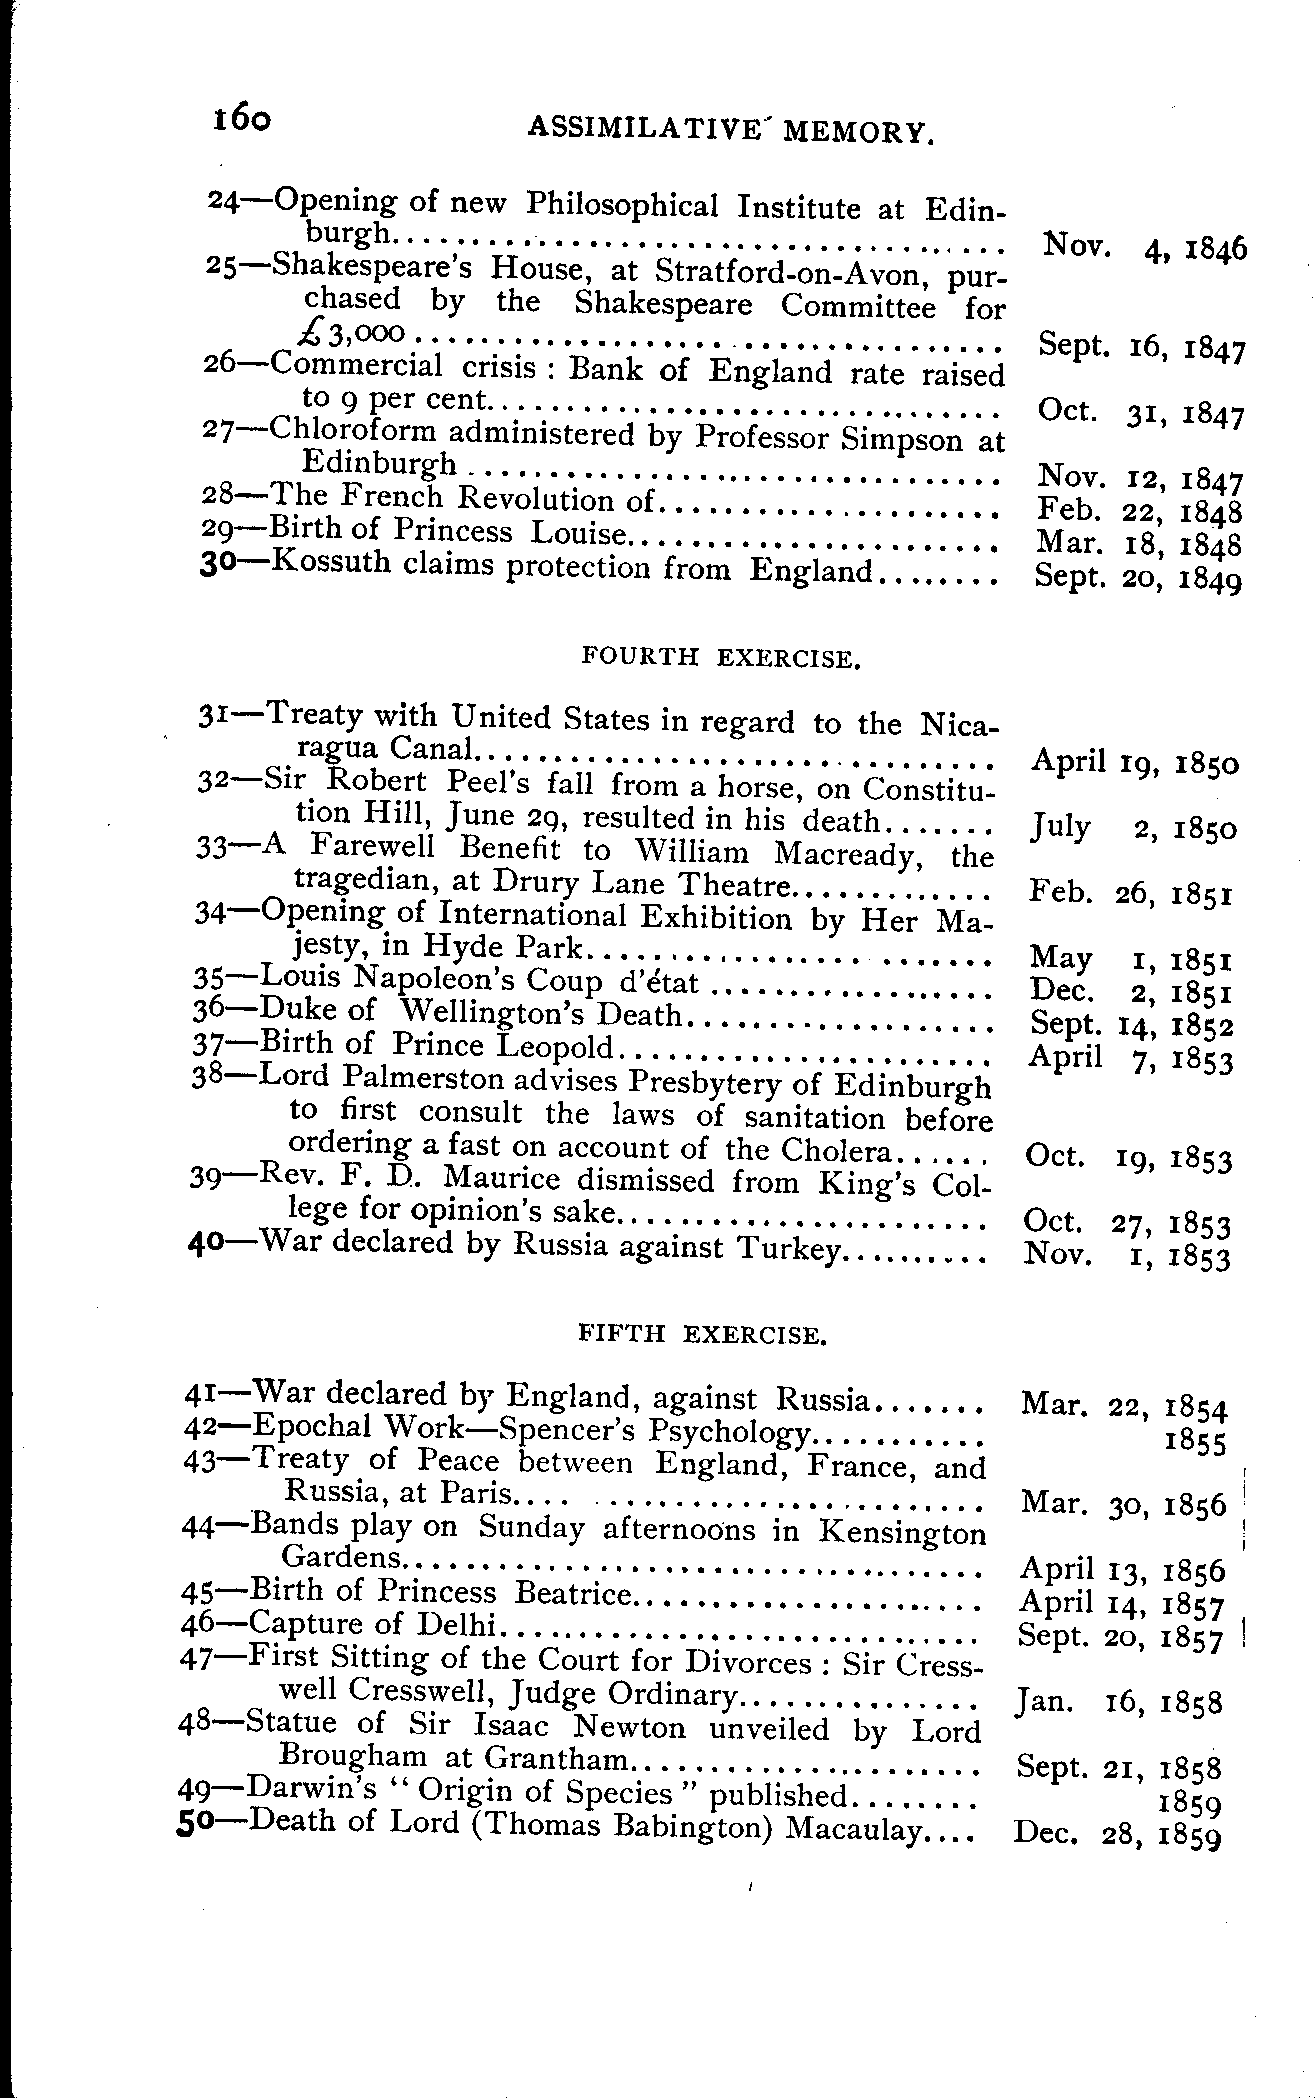 160 ASSIMILATIVE MEMORY.
24—Opening of new Philosophical Institute at Edin-
burgh........................................ Nov. 4, 1846
25—Shakespeare's House, at Stratford-on-Avon, pur-
chased by the Shakespeare Committee for
£3,000...................................... Sept. 16, 1847
26—Commercial crisis : Bank of England rate raised
to 9 per cent................................. Oct. 31, 1847
27—Chloroform administered by Professor Simpson at
Edinburgh.................................. Nov. 12, 1847
28—The French Revolution of...................... Feb. 22, 1848
29—Birth of Princess Louise........................ Mar. 18, 1848
30—Kossuth claims protection from England........ Sept. 20, 1849
FOURTH EXERCISE.
31—Treaty with United States in regard to the Nica-
ragua Canal................................. April 19, 1850
32—Sir Robert Peel's fall from a horse, on Constitu-
tion Hill, June 29, resulted in his death....... July 2, 1850
33—A Farewell Benefit to William Macready, the
tragedian, at Drury Lane Theatre............. Feb. 26, 1851
34—Opening of International Exhibition by Her Ma-
jesty, in Hyde Park.......................... May 1, 1851
35—Louis Napoleon's Coup d'état.................. Dec. 2, 1851
36—Duke of Wellington's Death.................... Sept. 14, 1852
37—Birth of Prince Leopold........................ April 7, 1853
38—Lord Palmerston advises Presbytery of Edinburgh
to first consult the laws of sanitation before
ordering a fast on account of the Cholera...... Oct. 19, 1853
39—Rev. F. D. Maurice dismissed from King's Col-
lege for opinion's sake........................ Oct. 27, 1853
40—War declared by Russia against Turkey.......... Nov. 1, 1853
FIFTH EXERCISE.
41—War declared by England, against Russia....... Mar. 22, 1854
42—Epochal Work—Spencer's Psychology........... 1855
43—Treaty of Peace between England, France, and
Russia, at Paris.............................. Mar. 30, 1856
44—Bands play on Sunday afternoons in Kensington
Gardens..................................... April 13, 1856
45—Birth of Princess Beatrice...................... April 14, 1857
46—Capture of Delhi............................... Sept. 20, 1857
47—First Sitting of the Court for Divorces : Sir Cress-
well Cresswell, Judge Ordinary............... Jan. 16, 1858
48—Statue of Sir Isaac Newton unveiled by Lord
Brougham at Grantham...................... Sept. 21, 1858
49—Darwin's “ Origin of Species ” published........ 1859
50—Death of Lord (Thomas Babington) Macaulay.... Dec. 28, 1859